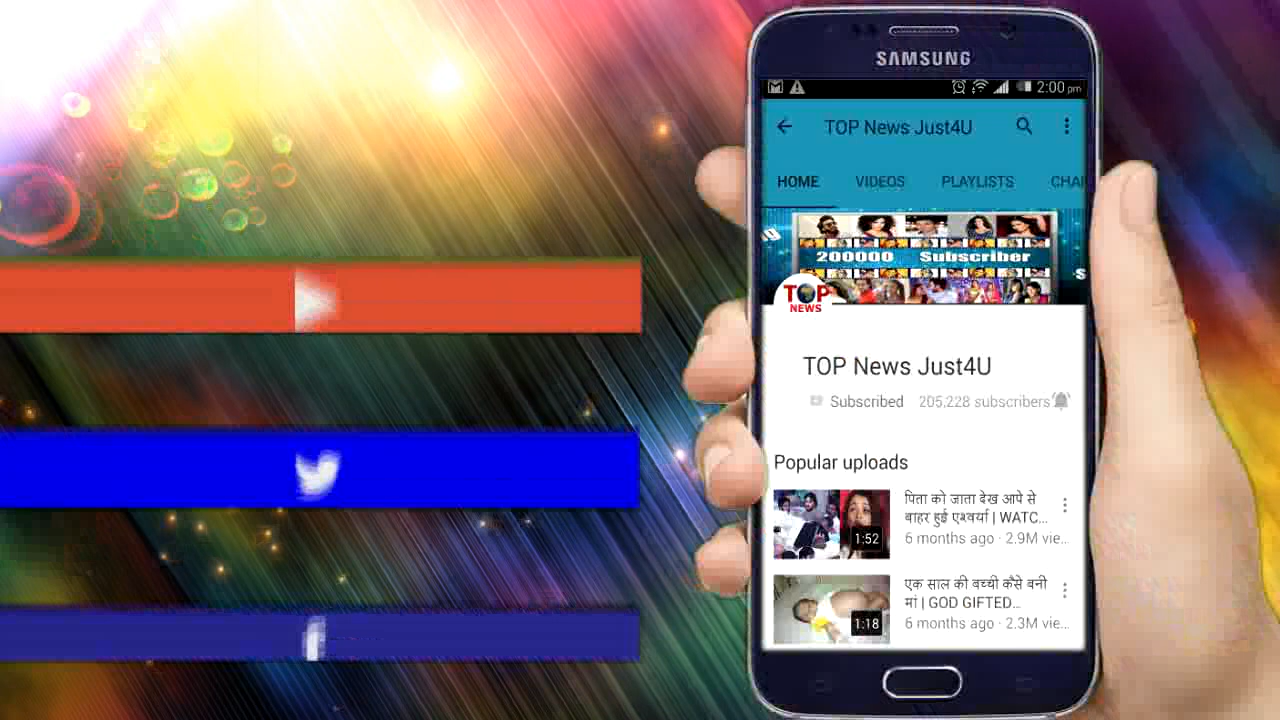 SAMSUNG
2:00 pm
TOP News Just4U
HOME VIDEOS PLAYLISTS CHA
200000 Subscriber
TOP
NEWS
TOP News Just4U
Subscribed 205,228 subscribers
Popular uploads
पिता को जाता देख आपे से
बाहर हुई एश्वर्या | WATC...
1:52
6 months ago · 2.9M vie...
एक साल की बच्ची कैसे बनी
मां | GOD GIFTED...
1:18
6 months ago · 2.3M vie...